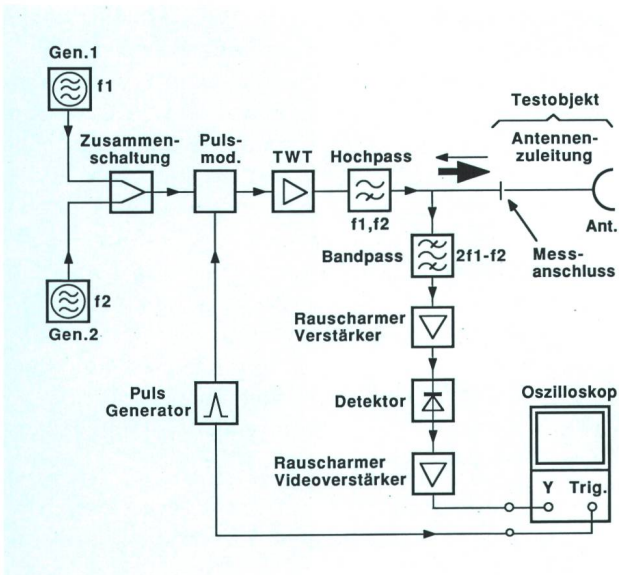 Gen.1
f1
Zusammen-
schaltung
Puls-
mod.
TWT
Hochpass
f1,f2
Testobjekt
Antennen-
zuleitung
Ant.
Mess-
anschluss
f2
Gen.2
Bandpass
2f1-f2
Rauscharmer
Verstärker
Puls
Generator
Detektor
Oszilloskop
Rauscharmer
Videoverstärker
Y
Trig.